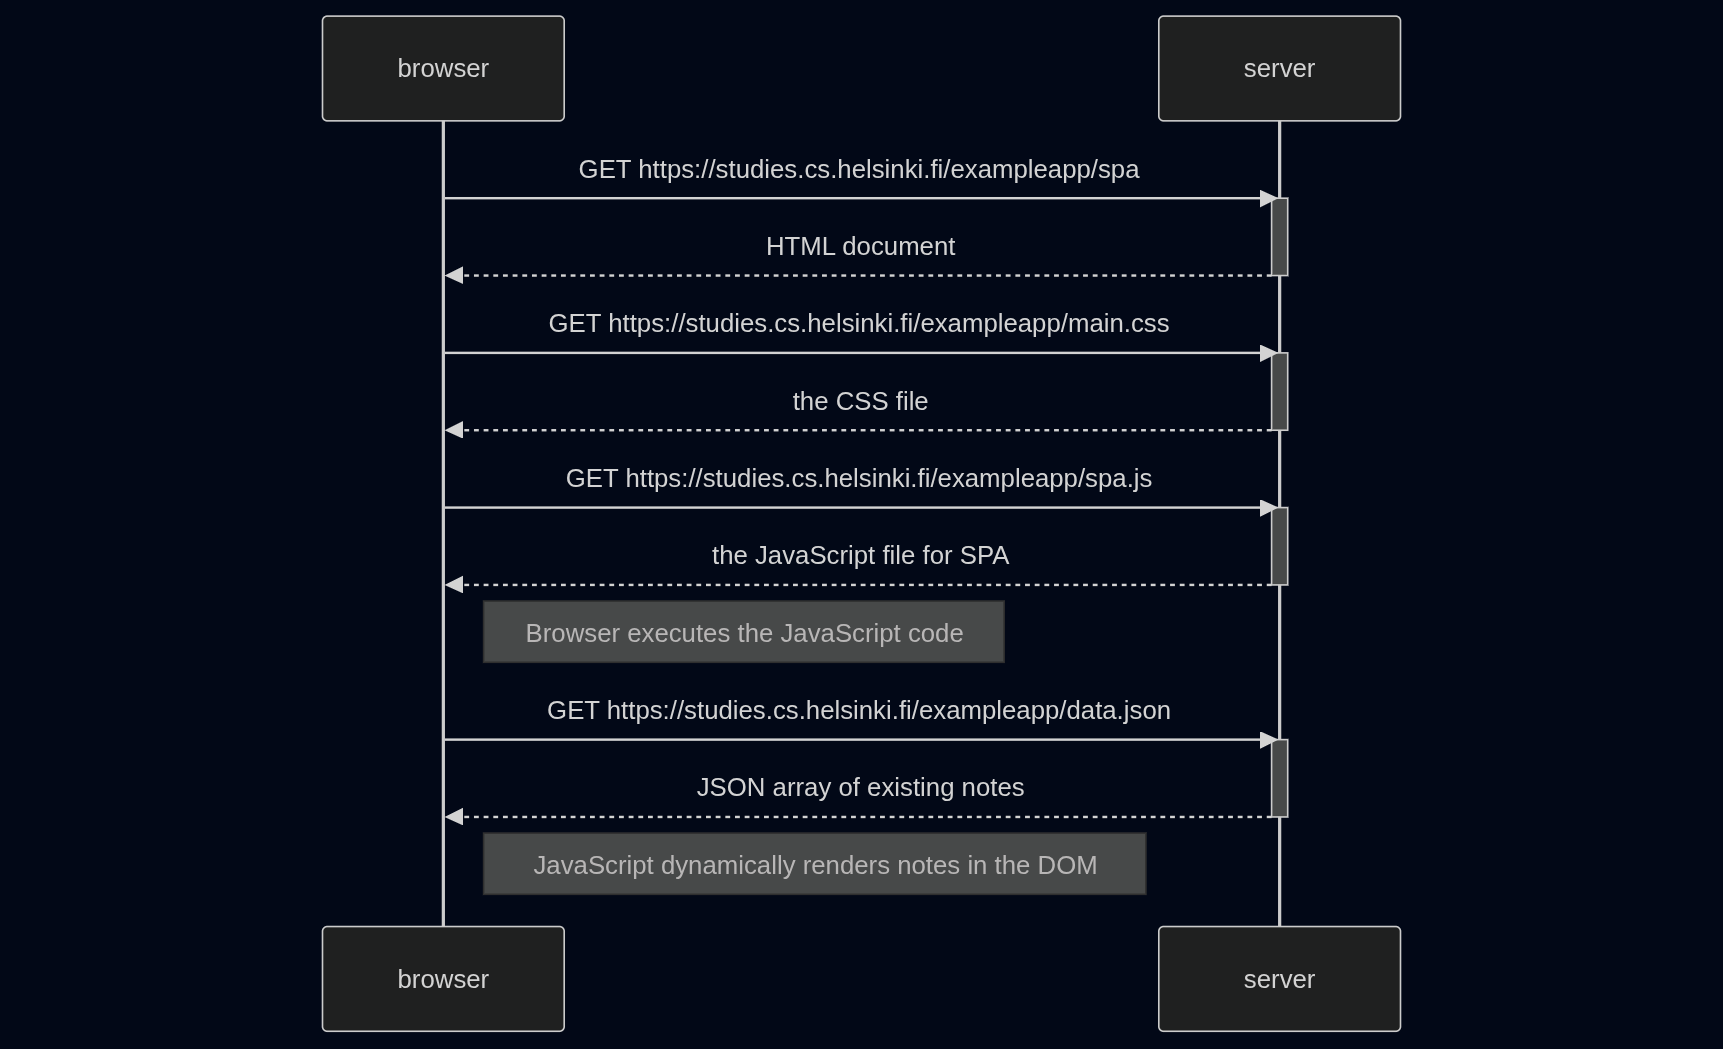 browser
server
GET https://studies.cs.helsinki.fi/exampleapp/spa
HTML document
GET https://studies.cs.helsinki.fi/exampleapp/main.css
the CSS file
GET https://studies.cs.helsinki.fi/exampleapp/spa.js
the JavaScript file for SPA
Browser executes the JavaScript code
GET https://studies.cs.helsinki.fi/exampleapp/data.json
JSON array of existing notes
JavaScript dynamically renders notes in the DOM
browser
server